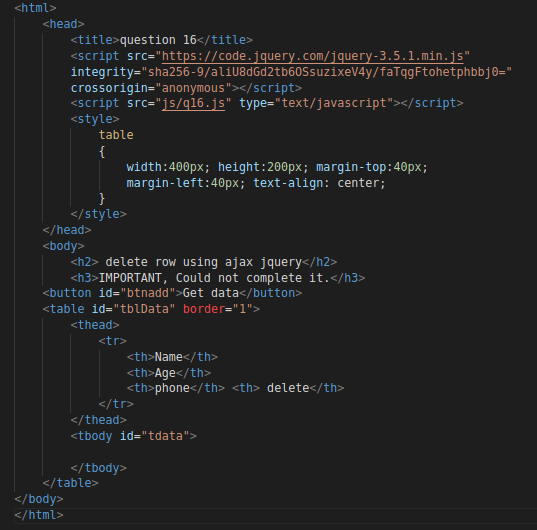 <html>
<head>
<title>question 16</title>
<script src="https://code.jquery.com/jquery-3.5.1.min.js"
integrity="sha256-9/aliU8dGd2tb6OSsuzixeV4y/faTqgFtohetphbbj0="
crossorigin="anonymous"></script>
<script src="js/q16.js" type="text/javascript"></script>
<style>
table
{
width:400px; height:200px; margin-top:40px;
margin-left:40px; text-align: center;
}
</style>
</head>
<body>
<h2> delete row using ajax jquery</h2>
<h3>IMPORTANT, Could not complete it.</h3>
<button id="btnadd">Get data</button>
<table id="tblData" border="1">
<thead>
<tr>
<th>Name</th>
<th>Age</th>
<th>phone</th> <th> delete</th>
</tr>
</thead>
<tbody id="tdata">
</tbody>
</table>
</body>
</html>